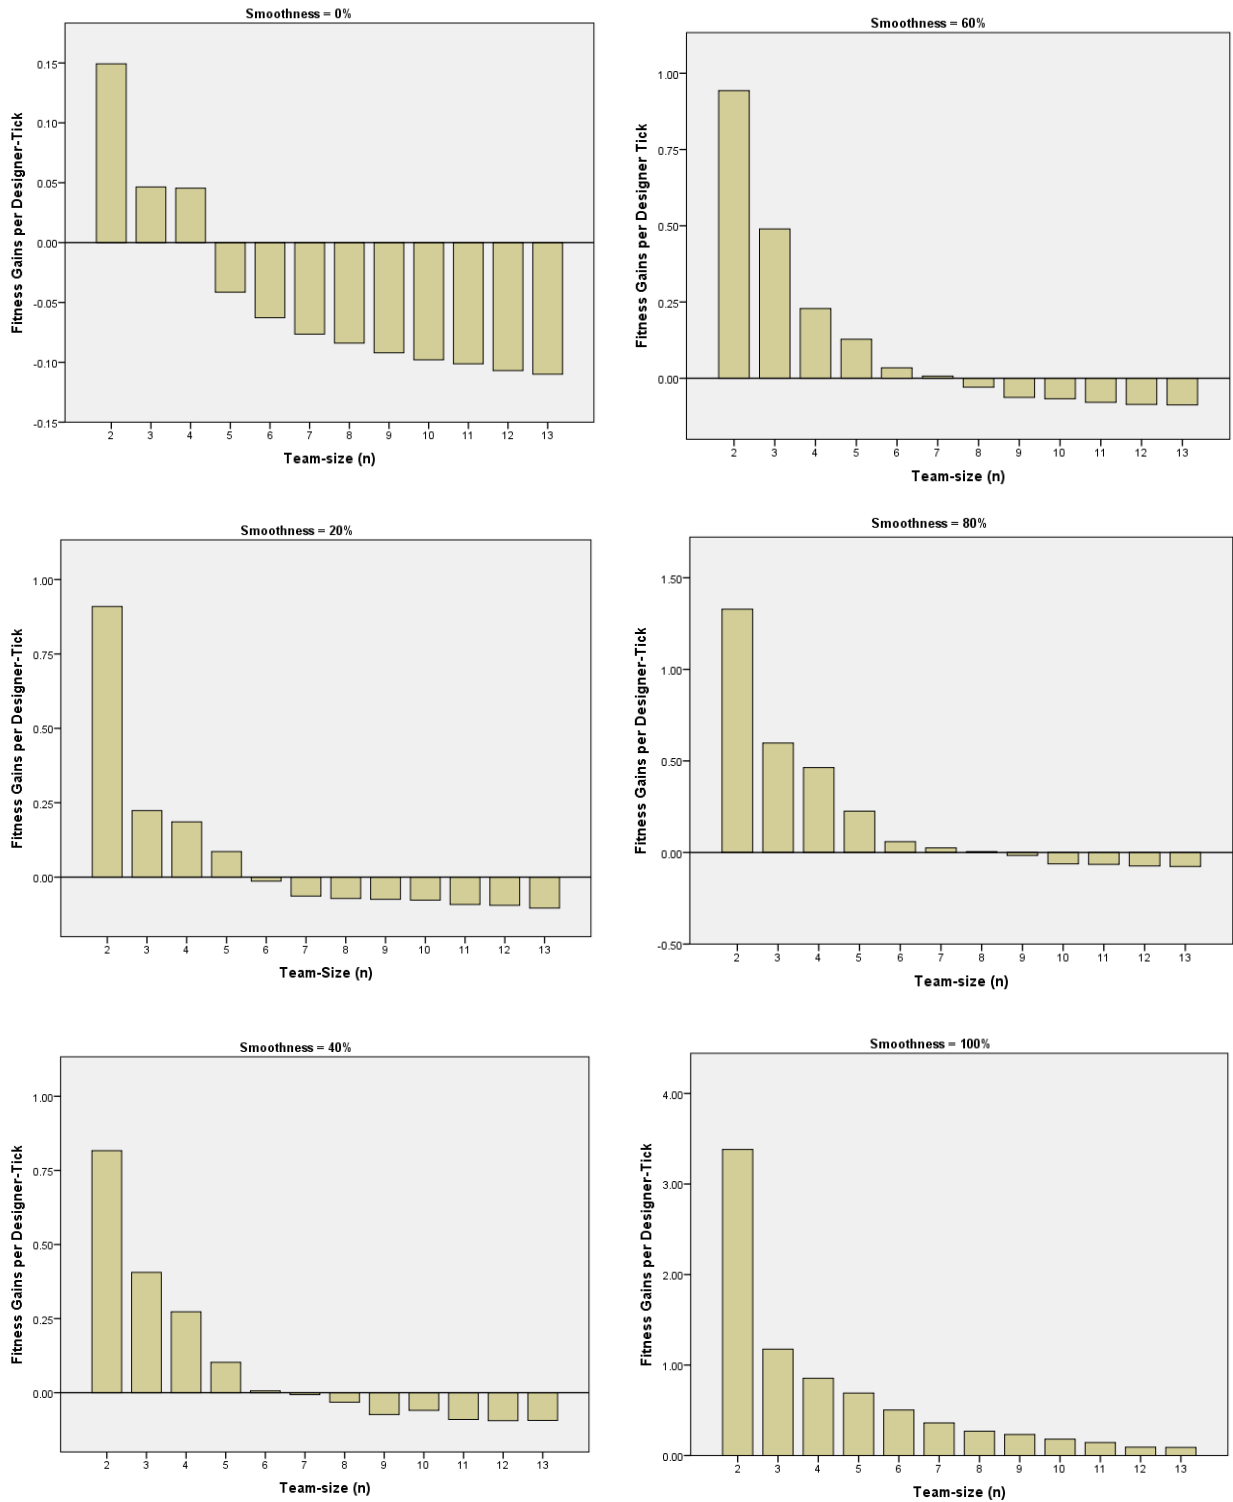 Smoothness = 0%
0.15
0.10
0.05
0.00
-0.05
-0.10
-0.15
Fitness Gains per Designer-Tick
2 3 4 5 6 7 8 9 10 11 12 13
Team-size (n)
Smoothness = 60%
1.00
0.75
0.50
0.25
0.00
Fitness Gains per Designer Tick
2 3 4 5 6 7 8 9 10 11 12 13
Team-size (n)
Smoothness = 20%
1.00
0.75
0.50
0.25
0.00
Fitness Gains per Designer-Tick
2 3 4 5 6 7 8 9 10 11 12 13
Team-Size (n)
Smoothness = 80%
1.50
1.00
0.50
0.00
-0.50
Fitness Gains per Designer-Tick
2 3 4 5 6 7 8 9 10 11 12 13
Team-size (n)
Smoothness = 40%
1.00
0.75
0.50
0.25
0.00
Fitness Gains per Designer-Tick
2 3 4 5 6 7 8 9 10 11 12 13
Team-size (n)
Smoothness = 100%
4.00
3.00
2.00
1.00
0.00
Fitness Gains per Designer-Tick
2 3 4 5 6 7 8 9 10 11 12 13
Team-size (n)